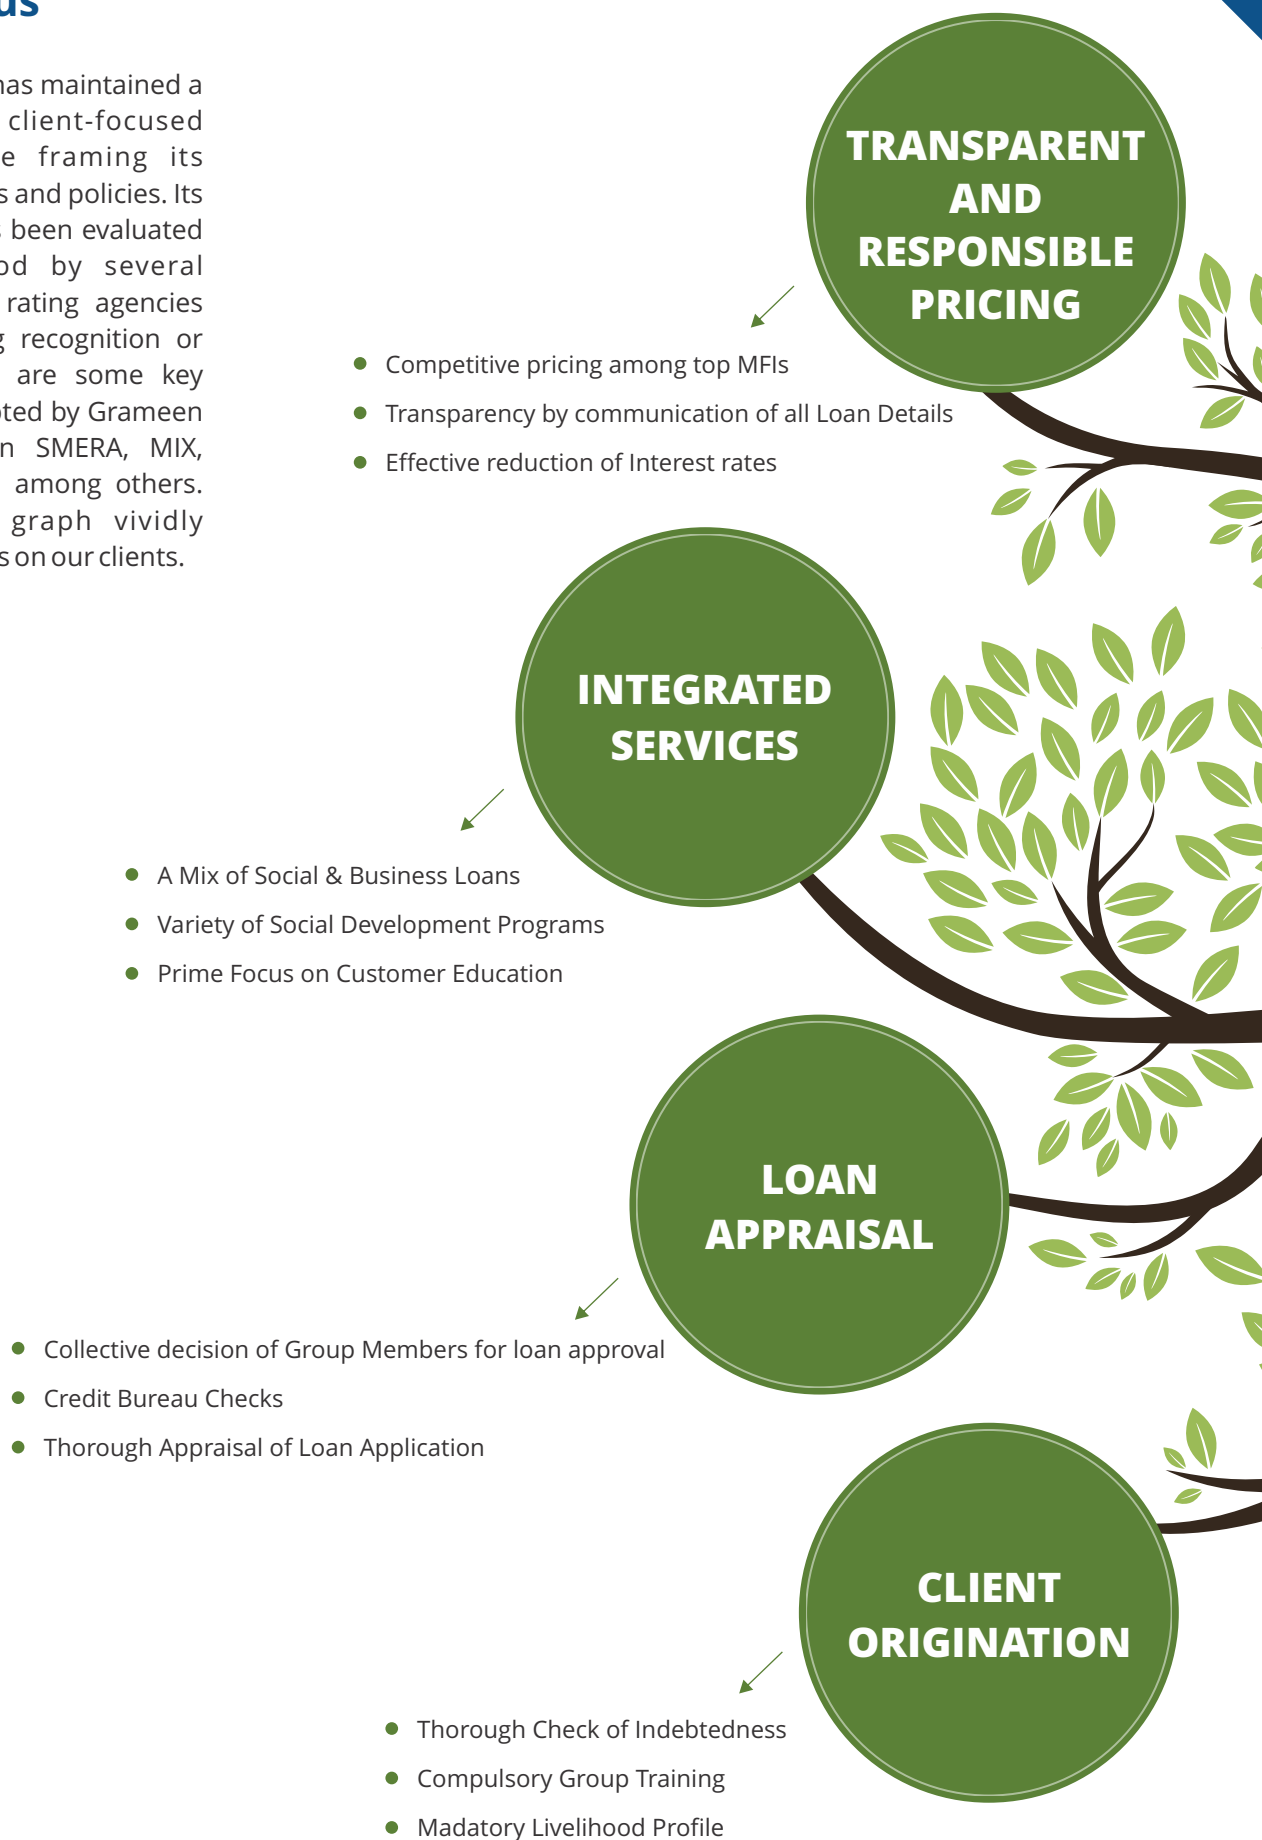 us
has maintained a
client-focused
e framing its
s and policies. Its
s been evaluated
od by several
rating agencies
g recognition or
are some key
pted by Grameen
n SMERA, MIX,
among others.
graph vividly
s on our clients.
TRANSPARENT
AND
RESPONSIBLE
PRICING
Competitive pricing among top MFIs
Transparency by communication of all Loan Details
Effective reduction of Interest rates
INTEGRATED
SERVICES
A Mix of Social & Business Loans
Variety of Social Development Programs
Prime Focus on Customer Education
LOAN
APPRAISAL
Collective decision of Group Members for loan approval
Credit Bureau Checks
Thorough Appraisal of Loan Application
CLIENT
ORIGINATION
Thorough Check of Indebtedness
Compulsory Group Training
Madatory Livelihood Profile